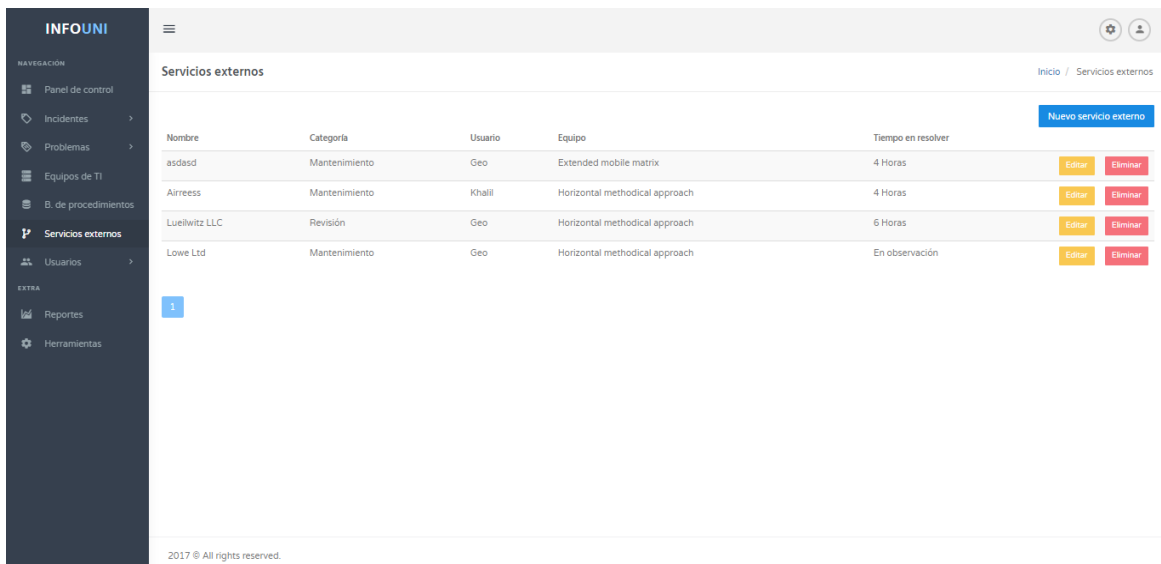 INFOUNI
NAVEGACIÓN
Panel de control
Incidentes
Problemas
Equipos de TI
B. de procedimientos
Servicios externos
Usuarios
EXTRA
Reportes
Herramientas
Servicios externos
Inicio / Servicios externos
Nuevo servicio externo
Nombre Categoría Usuario Equipo Tiempo en resolver
asdasd Mantenimiento Geo Extended mobile matrix 4 Horas Editar Eliminar
Airreess Mantenimiento Khalil Horizontal methodical approach 4 Horas Editar Eliminar
Lueilwitz LLC Revisión Geo Horizontal methodical approach 6 Horas Editar Eliminar
Lowe Ltd Mantenimiento Geo Horizontal methodical approach En observación Editar Eliminar
1
2017 © All rights reserved.